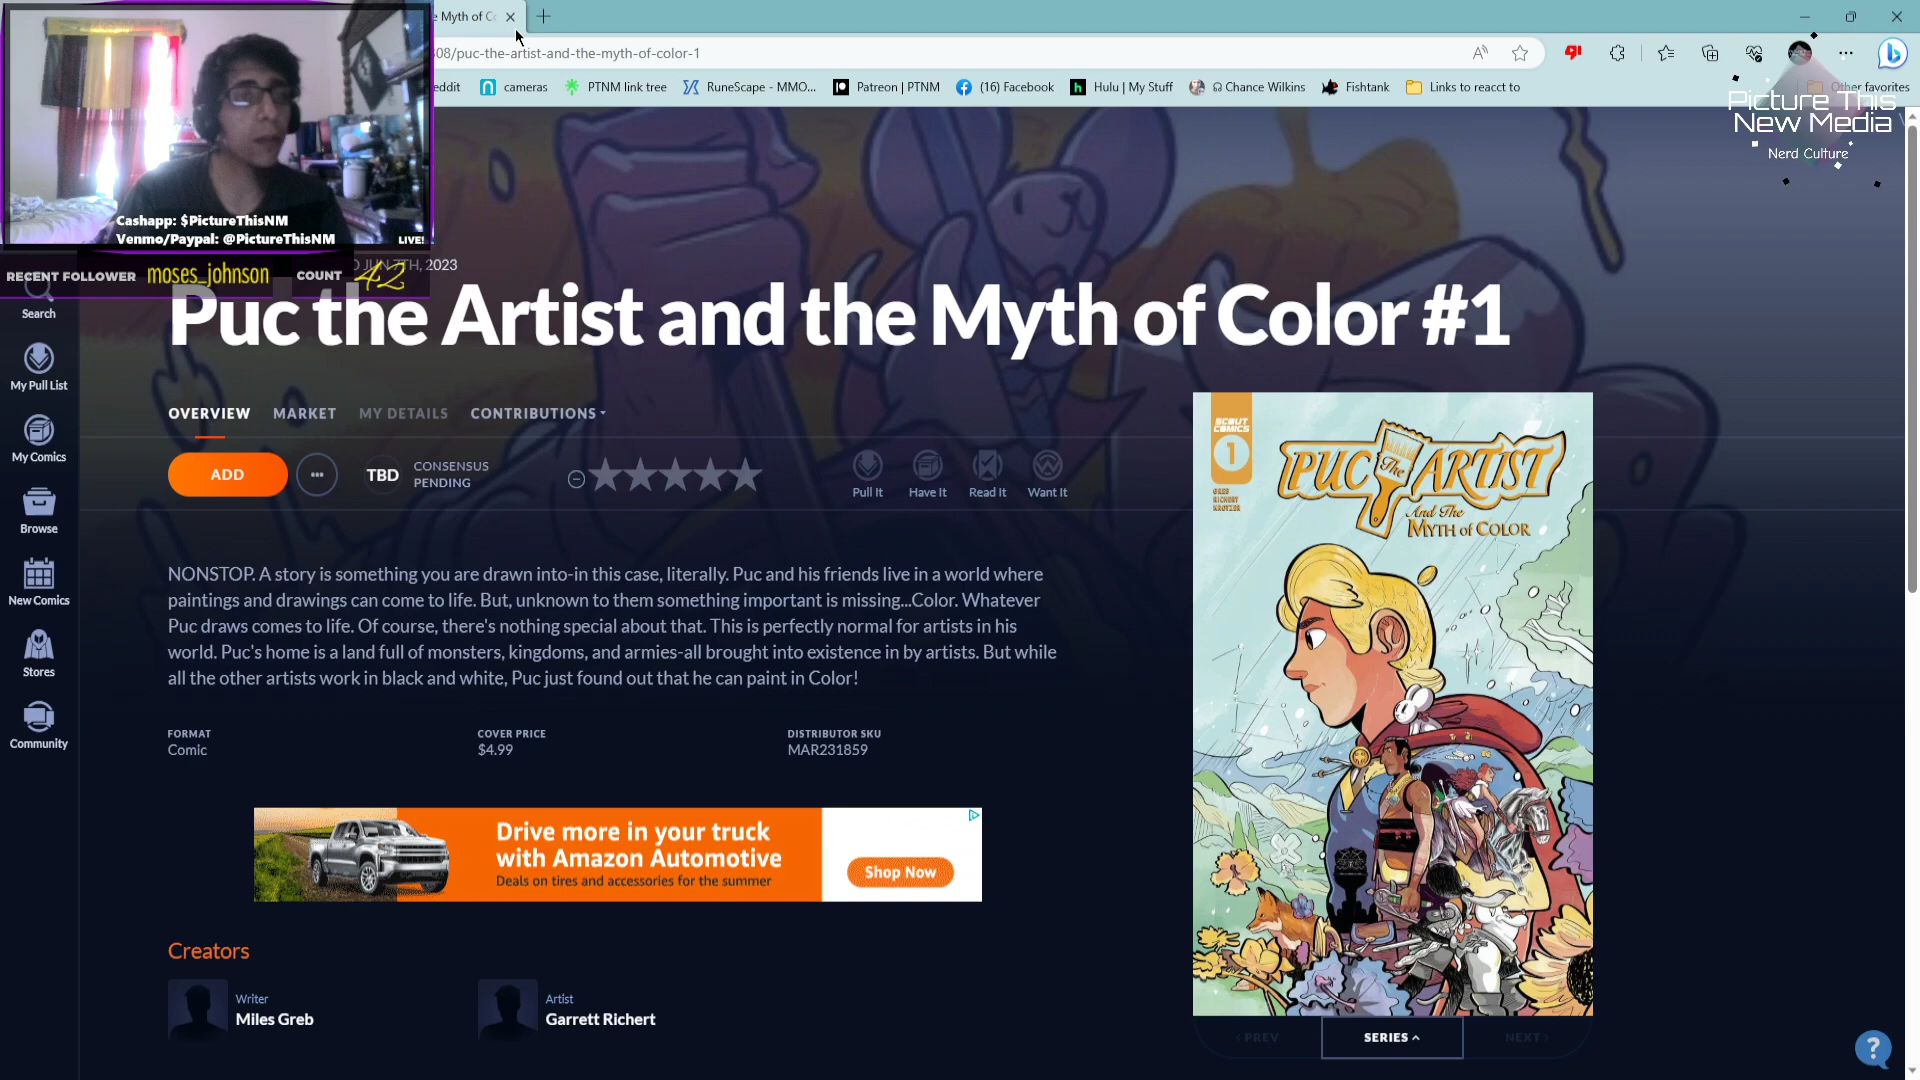 e Myth of Co
08/puc-the-artist-and-the-myth-of-color-1
eddit
cameras
PTNM link tree
RuneScape - MMO...
Patreon | PTNM
(16) Facebook
Hulu | My Stuff
Chance Wilkins
Fishtank
Links to reacct to
Other favorites
Picture This
New Media
Nerd Culture
Cashapp: $PictureThisNM
Venmo/Paypal: @PictureThisNM
LIVE!
RECENT FOLLOWER moses_johnson COUNT 42
JUN 7TH, 2023
Puc the Artist and the Myth of Color #1
Search
My Pull List
My Comics
Browse
New Comics
Stores
Community
OVERVIEW
MARKET
MY DETAILS
CONTRIBUTIONS
ADD
TBD
CONSENSUS
PENDING
Pull It
Have It
Read It
Want It
NONSTOP. A story is something you are drawn into-in this case, literally. Puc and his friends live in a world where
paintings and drawings can come to life. But, unknown to them something important is missing...Color. Whatever
Puc draws comes to life. Of course, there's nothing special about that. This is perfectly normal for artists in his
world. Puc's home is a land full of monsters, kingdoms, and armies-all brought into existence in by artists. But while
all the other artists work in black and white, Puc just found out that he can paint in Color!
FORMAT
Comic
COVER PRICE
$4.99
DISTRIBUTOR SKU
MAR231859
Drive more in your truck
with Amazon Automotive
Deals on tires and accessories for the summer
Shop Now
Creators
Writer
Miles Greb
Artist
Garrett Richert
SCOUT
COMICS
1
GREB
RICHERT
KROTZER
PUC The ARTIST
And The
MYTH of COLOR
PREV
SERIES
NEXT